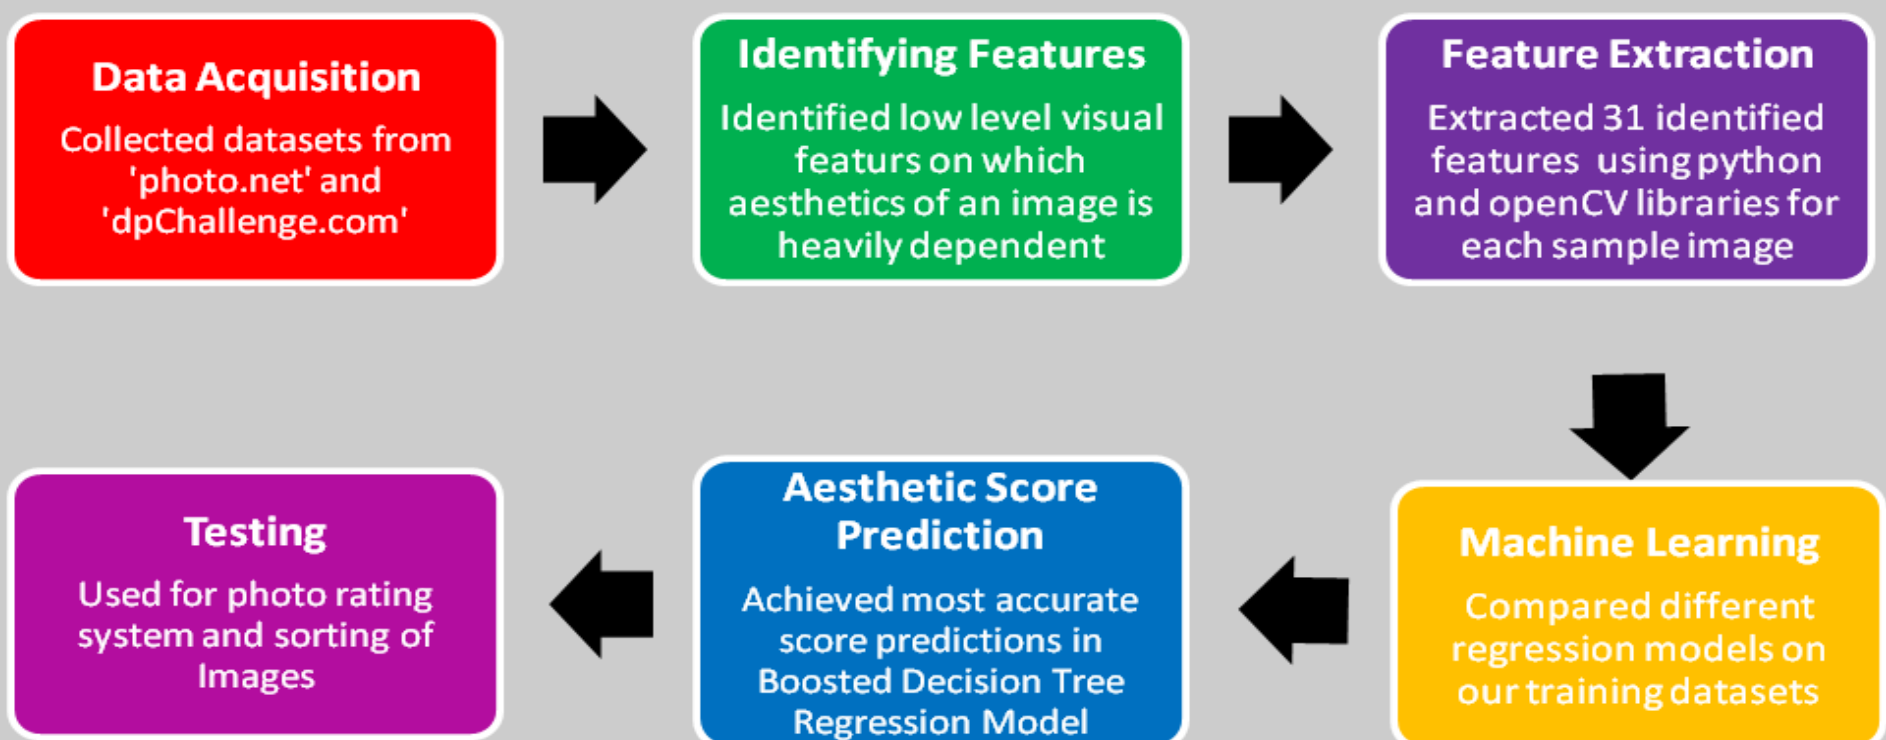 Data Acquisition
Collected datasets from
'photo.net' and
'dpChallenge.com'
Identifying Features
Identified low level visual
featurs on which
aesthetics of an image is
heavily dependent
Feature Extraction
Extracted 31 identified
features using python
and openCV libraries for
each sample image
Machine Learning
Compared different
regression models on
our training datasets
Aesthetic Score
Prediction
Achieved most accurate
score predictions in
Boosted Decision Tree
Regression Model
Testing
Used for photo rating
system and sorting of
Images